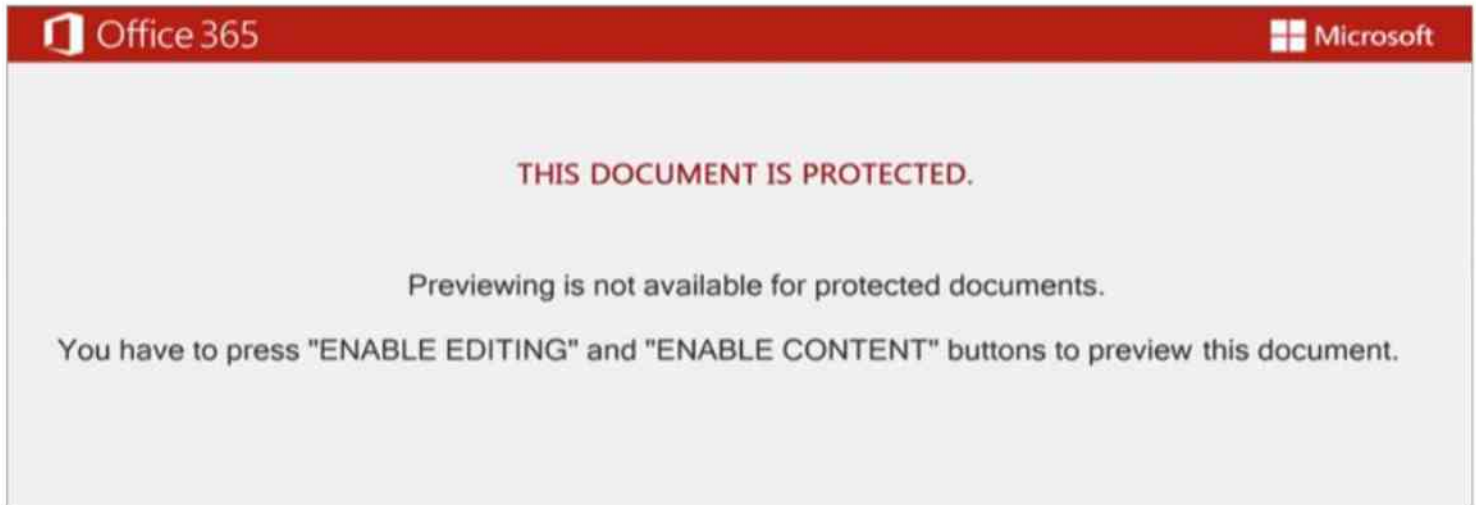 Office 365
Microsoft
THIS DOCUMENT IS PROTECTED.
Previewing is not available for protected documents.
You have to press "ENABLE EDITING" and "ENABLE CONTENT" buttons to preview this document.